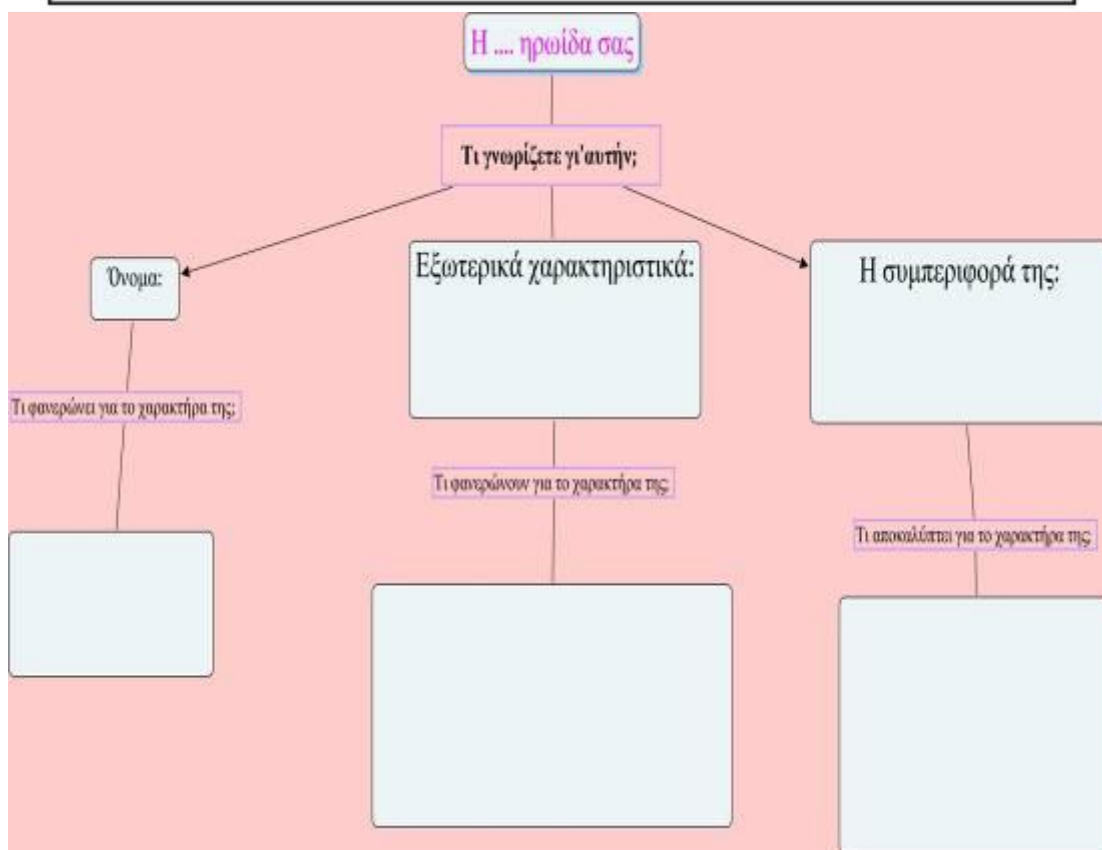 Η .... ηρωίδα σας
Τι γνωρίζετε γι'αυτήν;
Όνομα:
Εξωτερικά χαρακτηριστικά:
Η συμπεριφορά της:
Τι φανερώνει για το χαρακτήρα της;
Τι φανερώνουν για το χαρακτήρα της;
Τι αποκαλύπτει για το χαρακτήρα της;